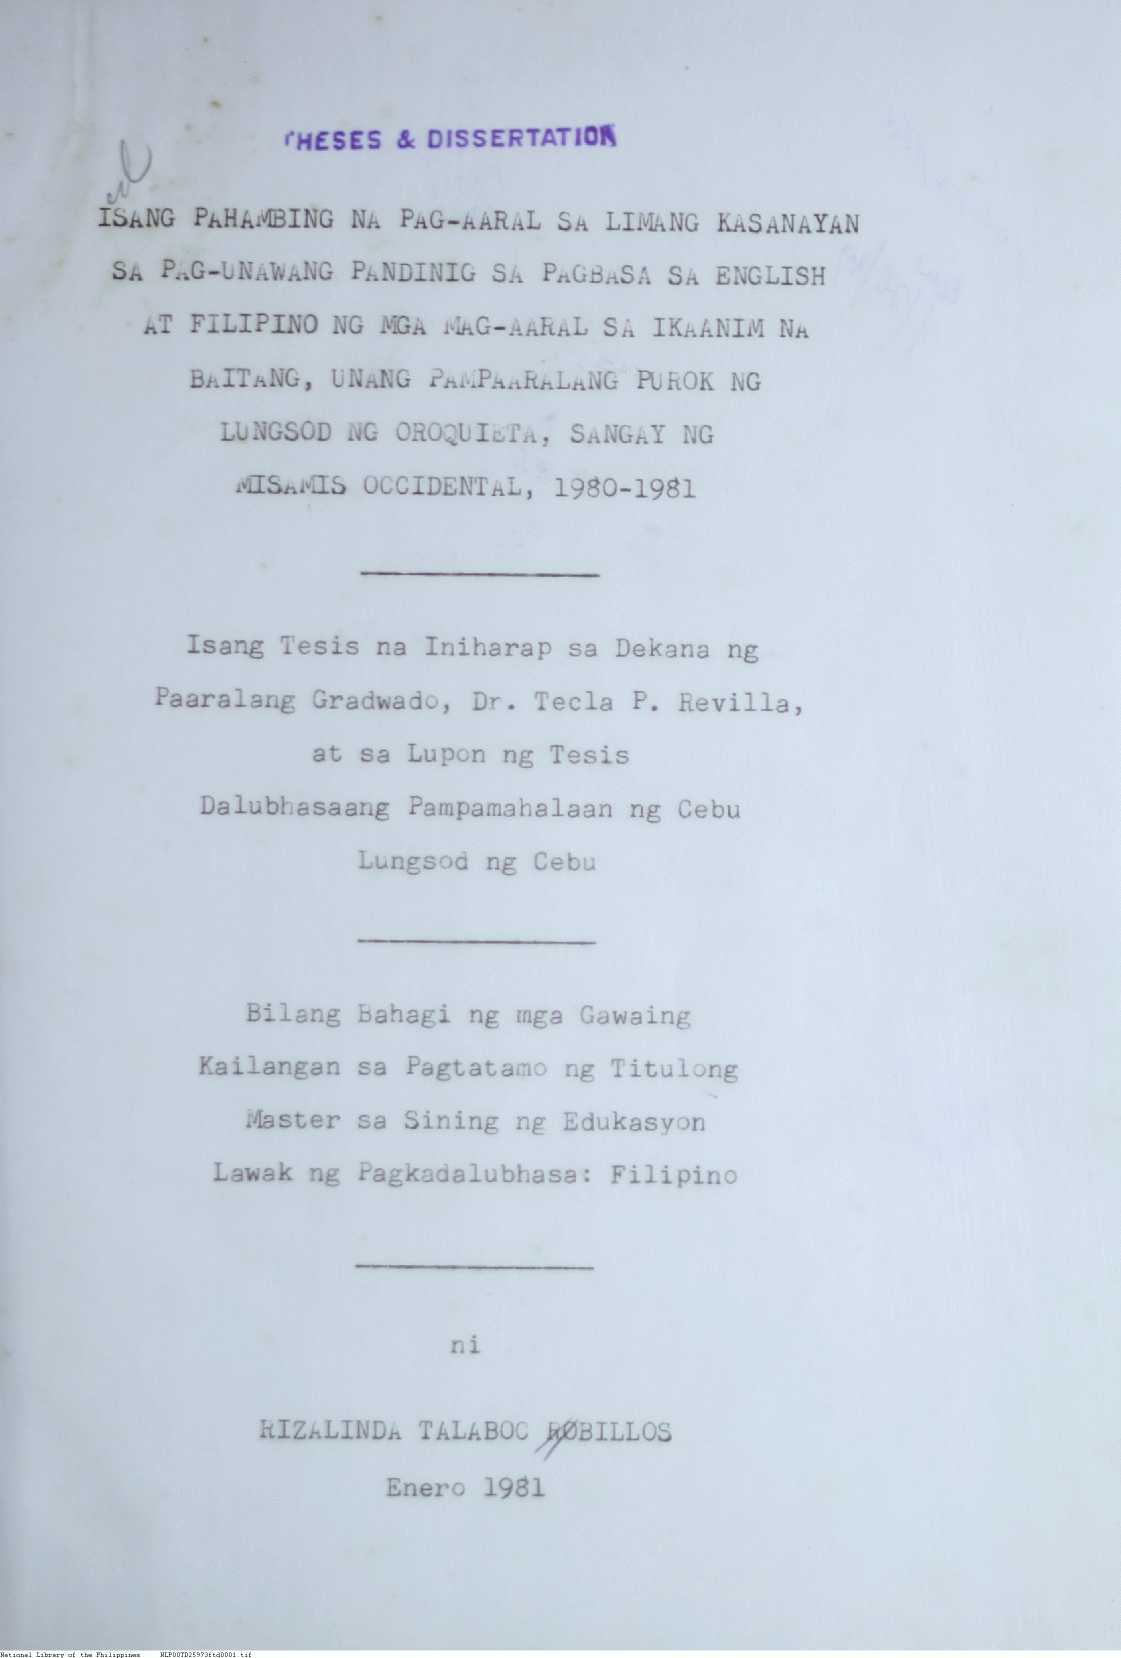 THESES & DISSERTATION
ISANG PAHAMBING NA PAG-AARAL SA LIMANG KASANAYAN
SA PAG-UNAWANG PANDINIG SA PAGBASA SA ENGLISH
AT FILIPINO NG MGA MAG-AARAL SA IKAANIM NA
BAITANG, UNANG PAMPAARALANG PUROK NG
LUNGSOD NG OROQUIETA, SANGAY NG
MISAMIS OCCIDENTAL, 1980-1981
Isang Tesis na Iniharap sa Dekana ng
Paaralang Gradwado, Dr. Tecla P. Revilla,
at sa Lupon ng Tesis
Dalubhasaang Pampamahalaan ng Cebu
Lungsod ng Cebu
Bilang Bahagi ng mga Gawaing
Kailangan sa Pagtatamo ng Titulong
Master sa Sining ng Edukasyon
Lawak ng Pagkadalubhasa: Filipino
ni
RIZALINDA TALABOC ROBILLOS
Enero 1981
National Library of the Philippines NLP00TD25973ftd0001.tif